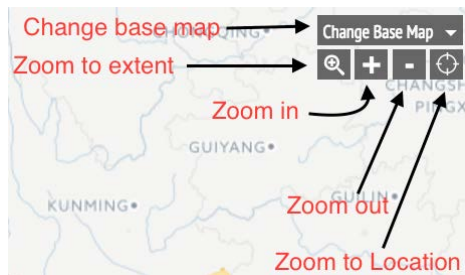 Change base map
Change Base Map
Zoom to extent
+
-
Zoom in
GUIYANG
KUNMING
Zoom out
Zoom to Location